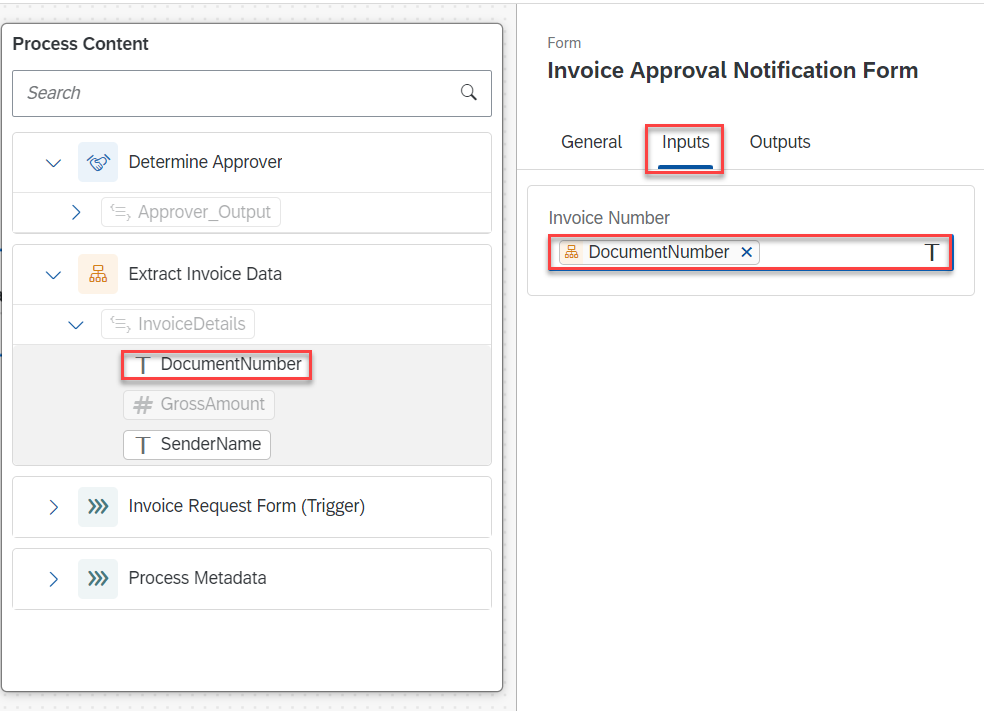 Process Content
Search
Determine Approver
Approver_Output
Extract Invoice Data
InvoiceDetails
DocumentNumber
GrossAmount
SenderName
Invoice Request Form (Trigger)
Process Metadata
Form
Invoice Approval Notification Form
General Inputs Outputs
Invoice Number
DocumentNumber